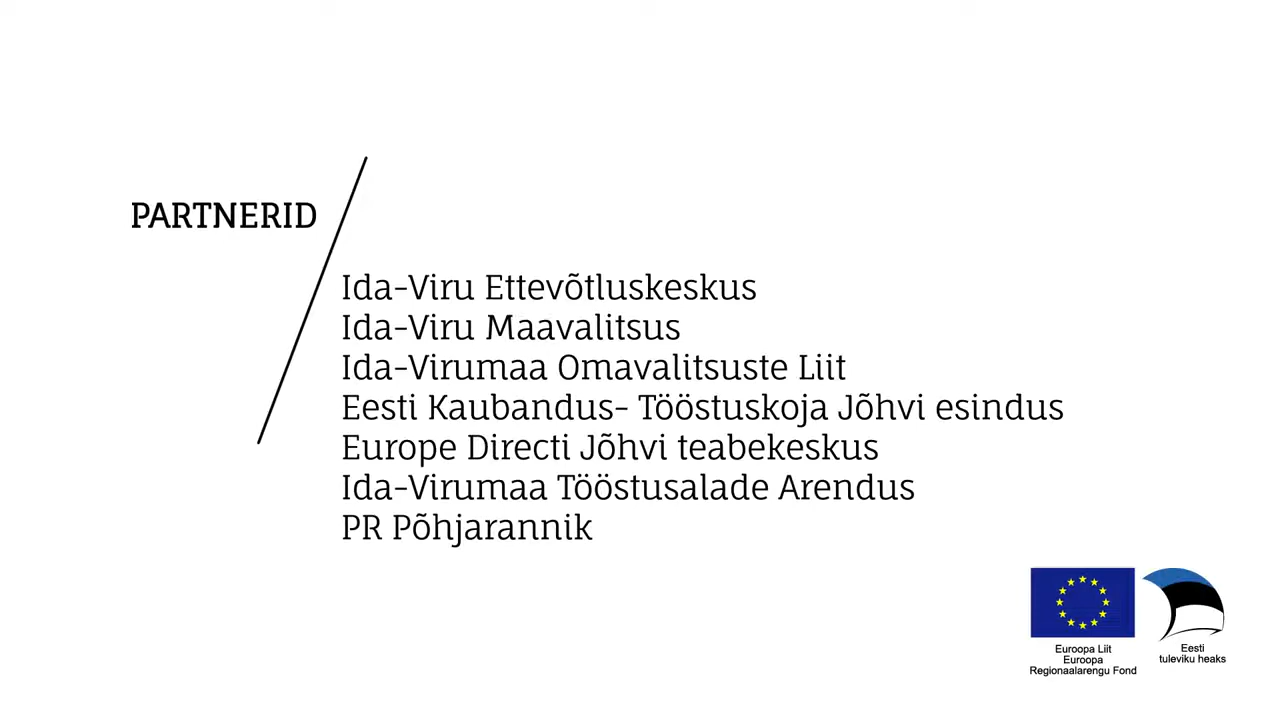 PARTNERID
Ida-Viru Ettevõtluskeskus
Ida-Viru Maavalitsus
Ida-Virumaa Omavalitsuste Liit
Eesti Kaubandus- Tööstuskoja Jõhvi esindus
Europe Directi Jõhvi teabekeskus
Ida-Virumaa Tööstusalade Arendus
PR Põhjarannik
Euroopa Liit
Euroopa
Regionaalarengu Fond
Eesti
tuleviku heaks